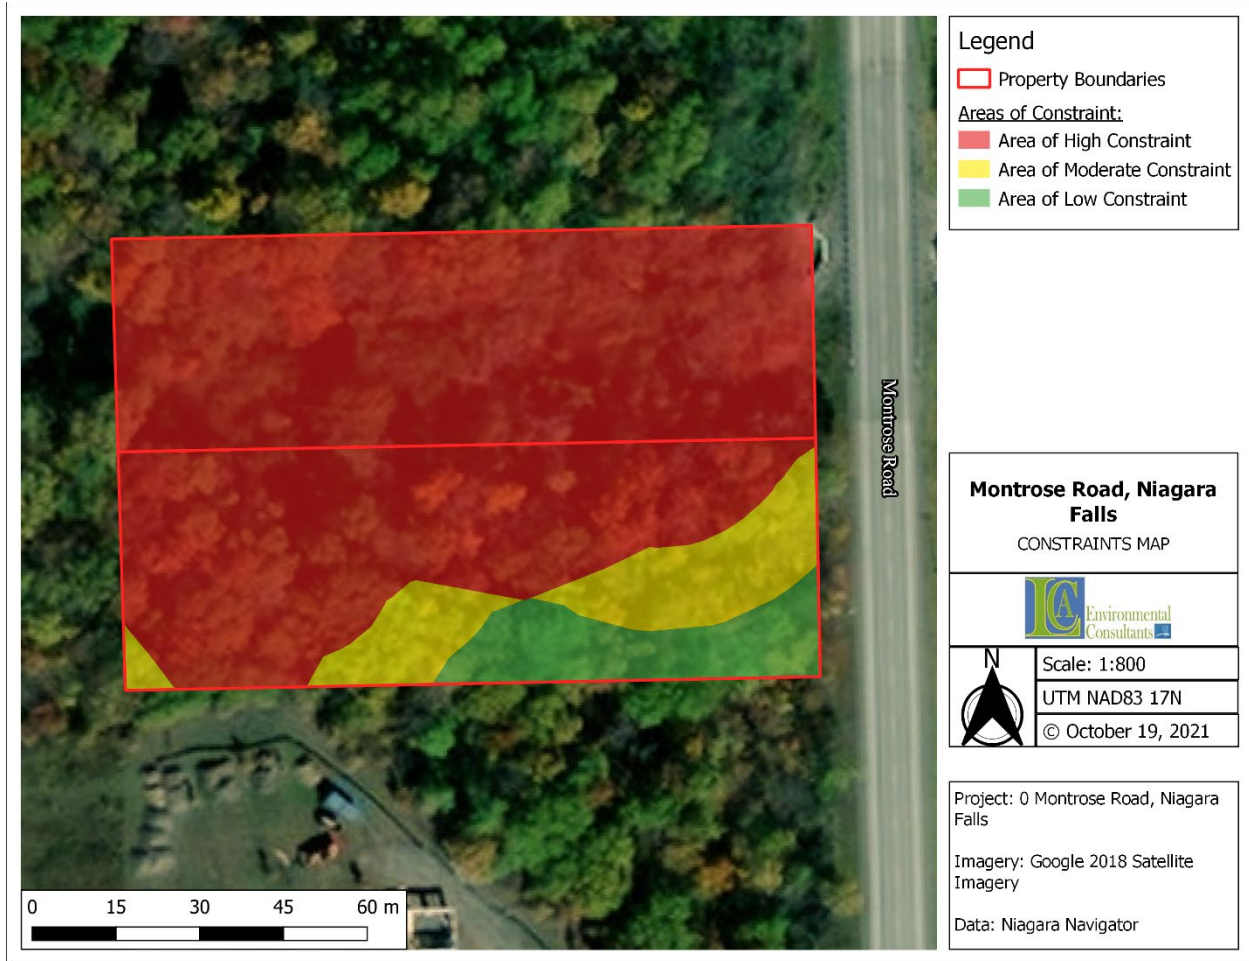 Legend
Property Boundaries
Areas of Constraint:
Area of High Constraint
Area of Moderate Constraint
Area of Low Constraint
Montrose Road
Montrose Road, Niagara
Falls
CONSTRAINTS MAP
LCA
Environmental
Consultants
N
Scale: 1:800
UTM NAD83 17N
© October 19, 2021
Project: 0 Montrose Road, Niagara
Falls
Imagery: Google 2018 Satellite
Imagery
Data: Niagara Navigator
0 15 30 45 60 m